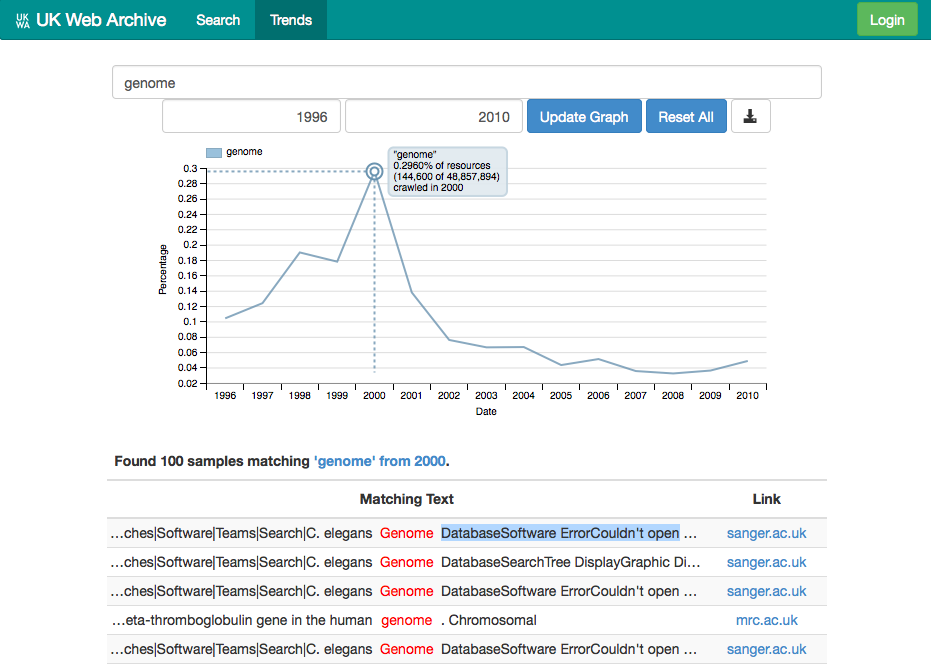 UK WA UK Web Archive Search Trends Login
genome
1996 2010 Update Graph Reset All
genome
"genome"
0.2960% of resources
(144,600 of 48,857,894)
crawled in 2000
0.3
0.28
0.26
0.24
0.22
0.2
0.18
0.16
0.14
0.12
0.1
0.08
0.06
0.04
0.02
Percentage
1996 1997 1998 1999 2000 2001 2002 2003 2004 2005 2006 2007 2008 2009 2010
Date
Found 100 samples matching 'genome' from 2000.
Matching Text Link
...ches|Software|Teams|Search|C. elegans Genome DatabaseSoftware ErrorCouldn't open ... sanger.ac.uk
...ches|Software|Teams|Search|C. elegans Genome DatabaseSearchTree DisplayGraphic Di... sanger.ac.uk
...ches|Software|Teams|Search|C. elegans Genome DatabaseSoftware ErrorCouldn't open ... sanger.ac.uk
...eta-thromboglobulin gene in the human genome . Chromosomal mrc.ac.uk
...ches|Software|Teams|Search|C. elegans Genome DatabaseSoftware ErrorCouldn't open ... sanger.ac.uk